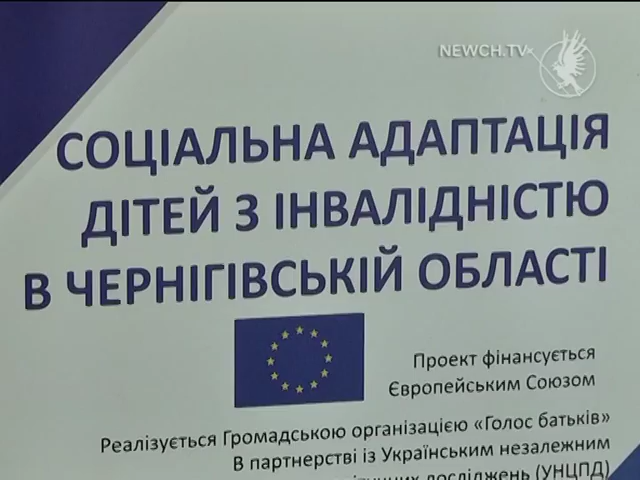 NEWCH.TV
СОЦІАЛЬНА АДАПТАЦІЯ
ДІТЕЙ З ІНВАЛІДНІСТЮ
В ЧЕРНІГІВСЬКІЙ ОБЛАСТІ
Проект фінансується
Європейським Союзом
Реалізується Громадською організацією «Голос батьків»
В партнерстві із Українським незалежним
досліджень (УНЦПД)